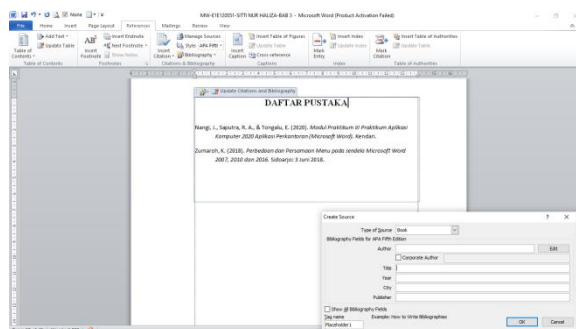 MW-E1E120051-SITI NUR HALIZA-BAB 3 - Microsoft Word (Product Activation Failed)
File Home Insert Page Layout References Mailings Review View
Table of Contents
Add Text
Update Table
Table of Contents
AB
Insert Footnote
Insert Endnote
Next Footnote
Show Notes
Footnotes
Insert Citation
Manage Sources
Style: APA Fifth
Bibliography
Citations & Bibliography
Insert Caption
Insert Table of Figures
Update Table
Cross-reference
Captions
Mark Entry
Insert Index
Update Index
Index
Mark Citation
Insert Table of Authorities
Update Table
Table of Authorities
Update Citations and Bibliography
DAFTAR PUSTAKA
Nangi, J., Saputra, R. A., & Tongalu, E. (2020). Modul Praktikum III Praktikum Aplikasi
Komputer 2020 Aplikasi Perkantoran (Microsoft Word). Kendari.
Zumaroh, K. (2018). Perbedaan dan Persamaan Menu pada Jendela Microsoft Word
2007, 2010 dan 2016. Sidoarjo: 3 Juni 2018.
Create Source
Type of Source Book
Bibliography Fields for APA Fifth Edition
Author Edit
Corporate Author
Title
Year
City
Publisher
Show All Bibliography Fields
Tag name Example: How to Write Bibliographies
Placeholder1 OK Cancel